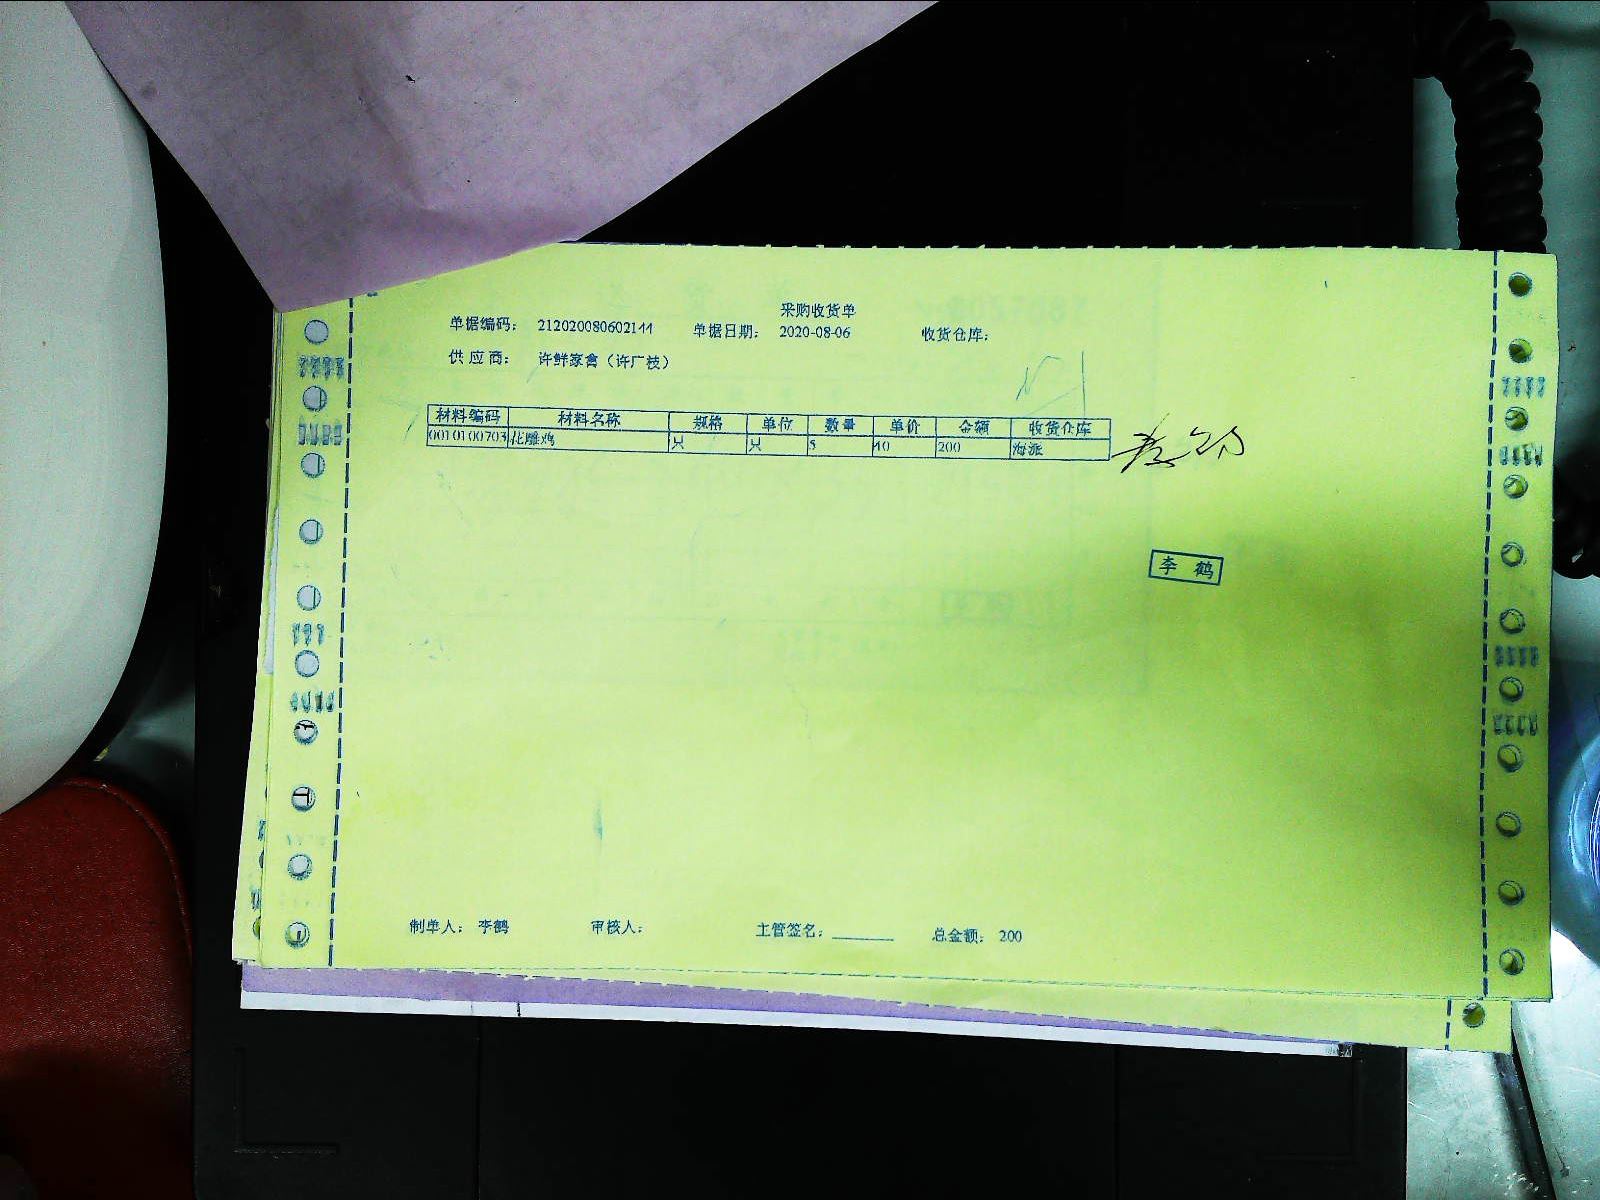 采购收货单
单据编码: 212020080602144 单据日期: 2020-08-06 收货仓库:
供应商: 许鲜家禽(许广枝)
材料编码 材料名称 规格 单位 数量 单价 金额 收货仓库
0010100703 花雕鸡 只 只 5 40 200 海派
李鹤
制单人: 李鹤 审核人: 主管签名: 总金额: 200